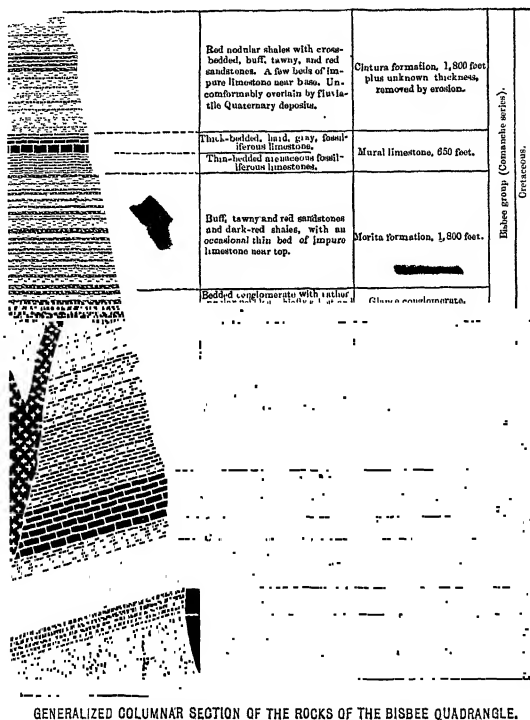 Red nodular shales with cross-
bedded, buff, tawny, and red
sandstones. A few beds of im-
pure limestone near base. Un-
comformably overlain by fluvia-
tile Quaternary deposits.
Cintura formation, 1,800 feet
plus unknown thickness,
removed by erosion.
Thick-bedded, hard, gray, fossil-
iferous limestone.
Thin-bedded arenaceous fossil-
iferous limestones.
Mural limestone, 650 feet.
Buff, tawny and red sandstones
and dark-red shales, with an
occasional thin bed of impure
limestone near top.
Morita formation, 1,800 feet.
Bedded conglomerate with rather
conglomerate.
Bisbee group (Comanche series).
Cretaceous.
GENERALIZED COLUMNAR SECTION OF THE ROCKS OF THE BISBEE QUADRANGLE.